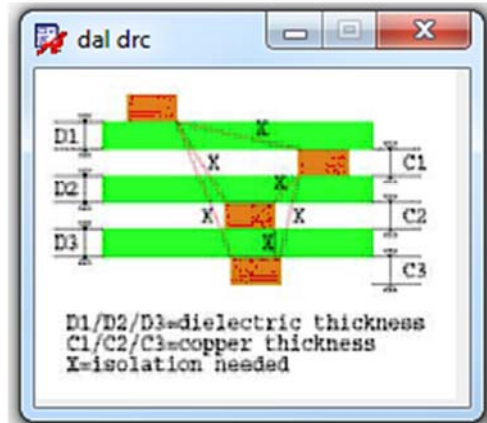 dal drc
X
D1
X
C1
D2
X
X
X
C2
D3
X
C3
D1/D2/D3=dielectric thickness
C1/C2/C3=copper thickness
X=isolation needed